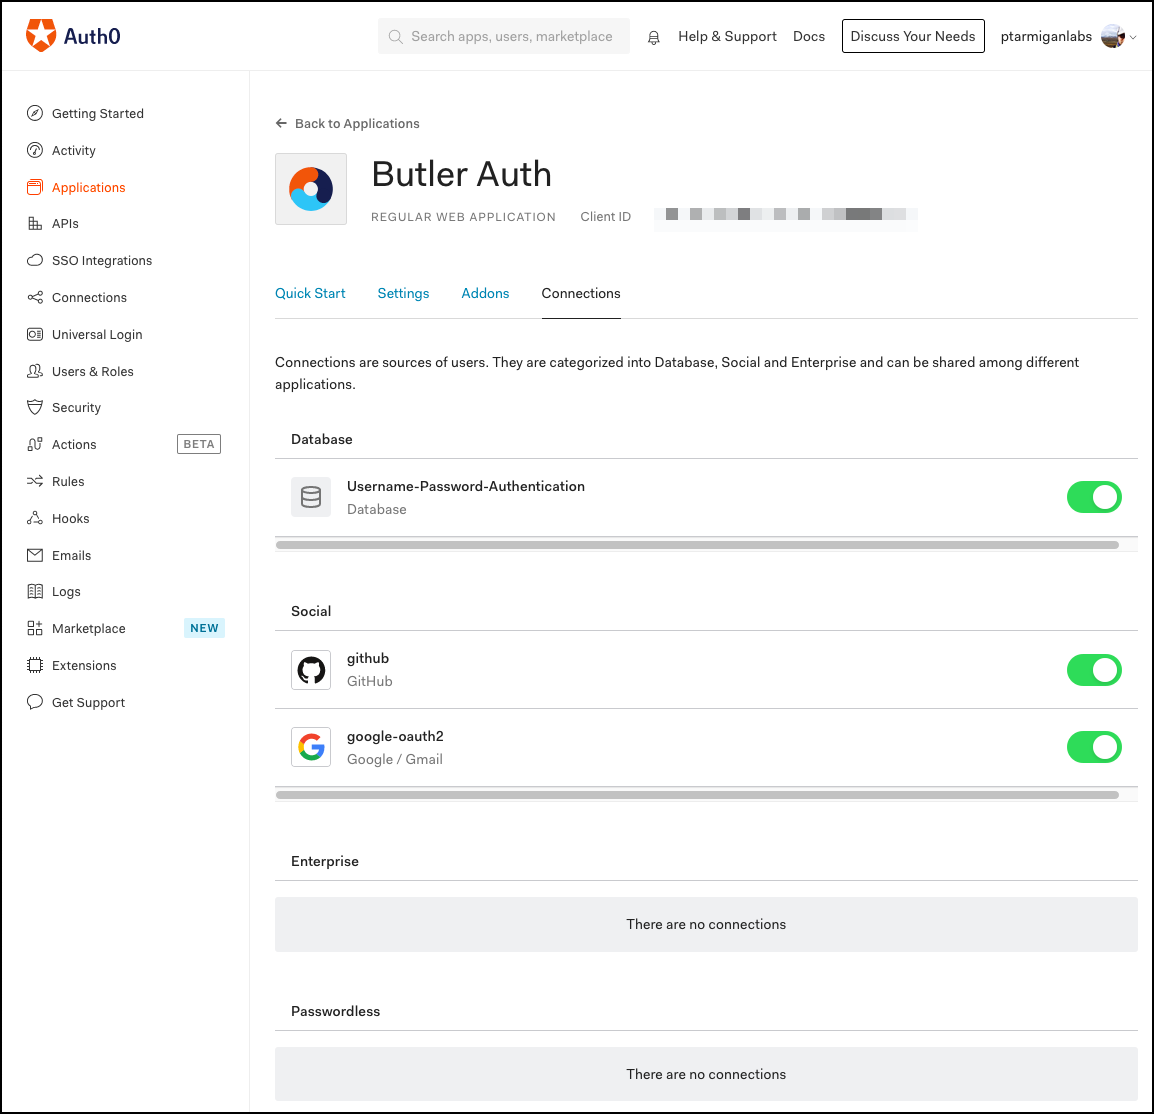 Auth0
Search apps, users, marketplace
Help & Support
Docs
Discuss Your Needs
ptarmiganlabs
Getting Started
Activity
Applications
APIs
SSO Integrations
Connections
Universal Login
Users & Roles
Security
Actions
BETA
Rules
Hooks
Emails
Logs
Marketplace
NEW
Extensions
Get Support
Back to Applications
Butler Auth
REGULAR WEB APPLICATION
Client ID
Quick Start
Settings
Addons
Connections
Connections are sources of users. They are categorized into Database, Social and Enterprise and can be shared among different
applications.
Database
Username-Password-Authentication
Database
Social
github
GitHub
google-oauth2
Google / Gmail
Enterprise
There are no connections
Passwordless
There are no connections